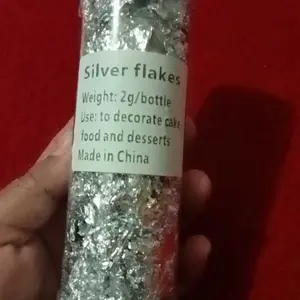 Silver flakes
Weight: 2g/bottle
Use: to decorate cake
food and desserts
Made in China